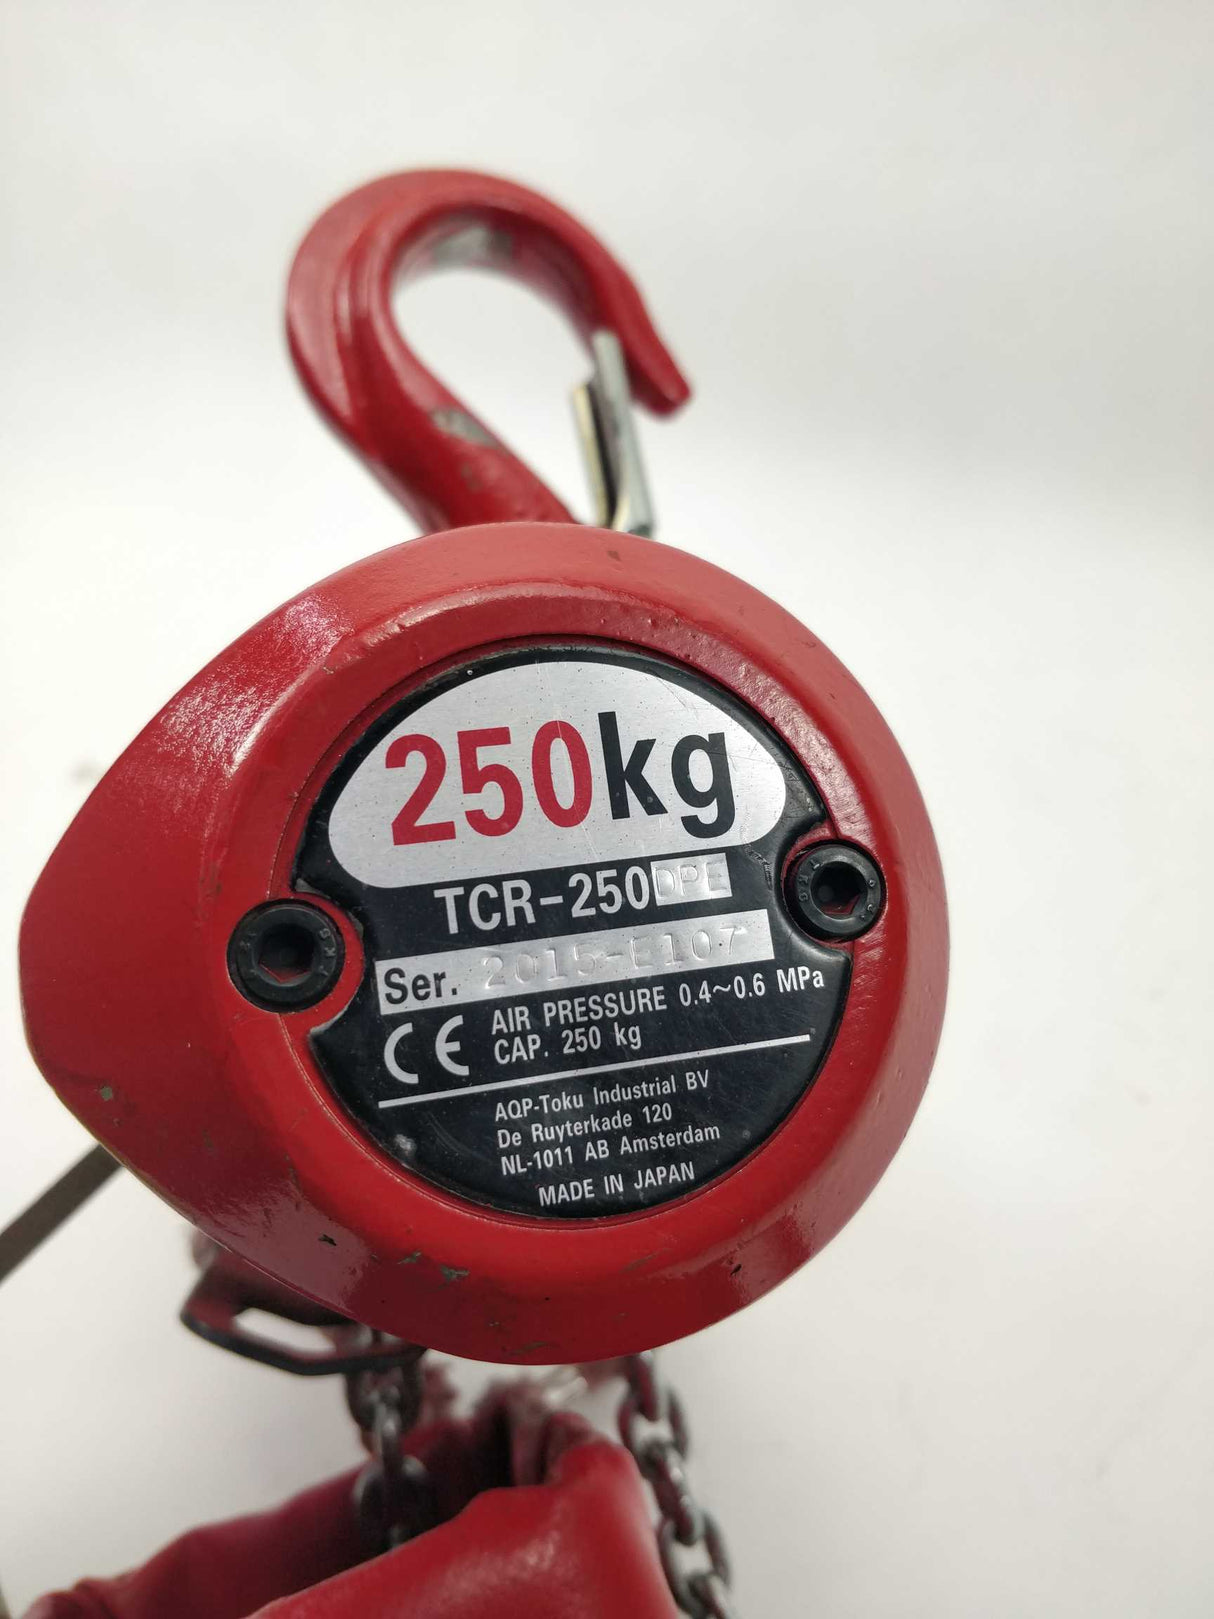 250kg
TCR-250DPE
Ser. 2015-E107
CE AIR PRESSURE 0.4~0.6 MPa
CAP. 250 kg
AQP-Toku Industrial BV
De Ruyterkade 120
NL-1011 AB Amsterdam
MADE IN JAPAN